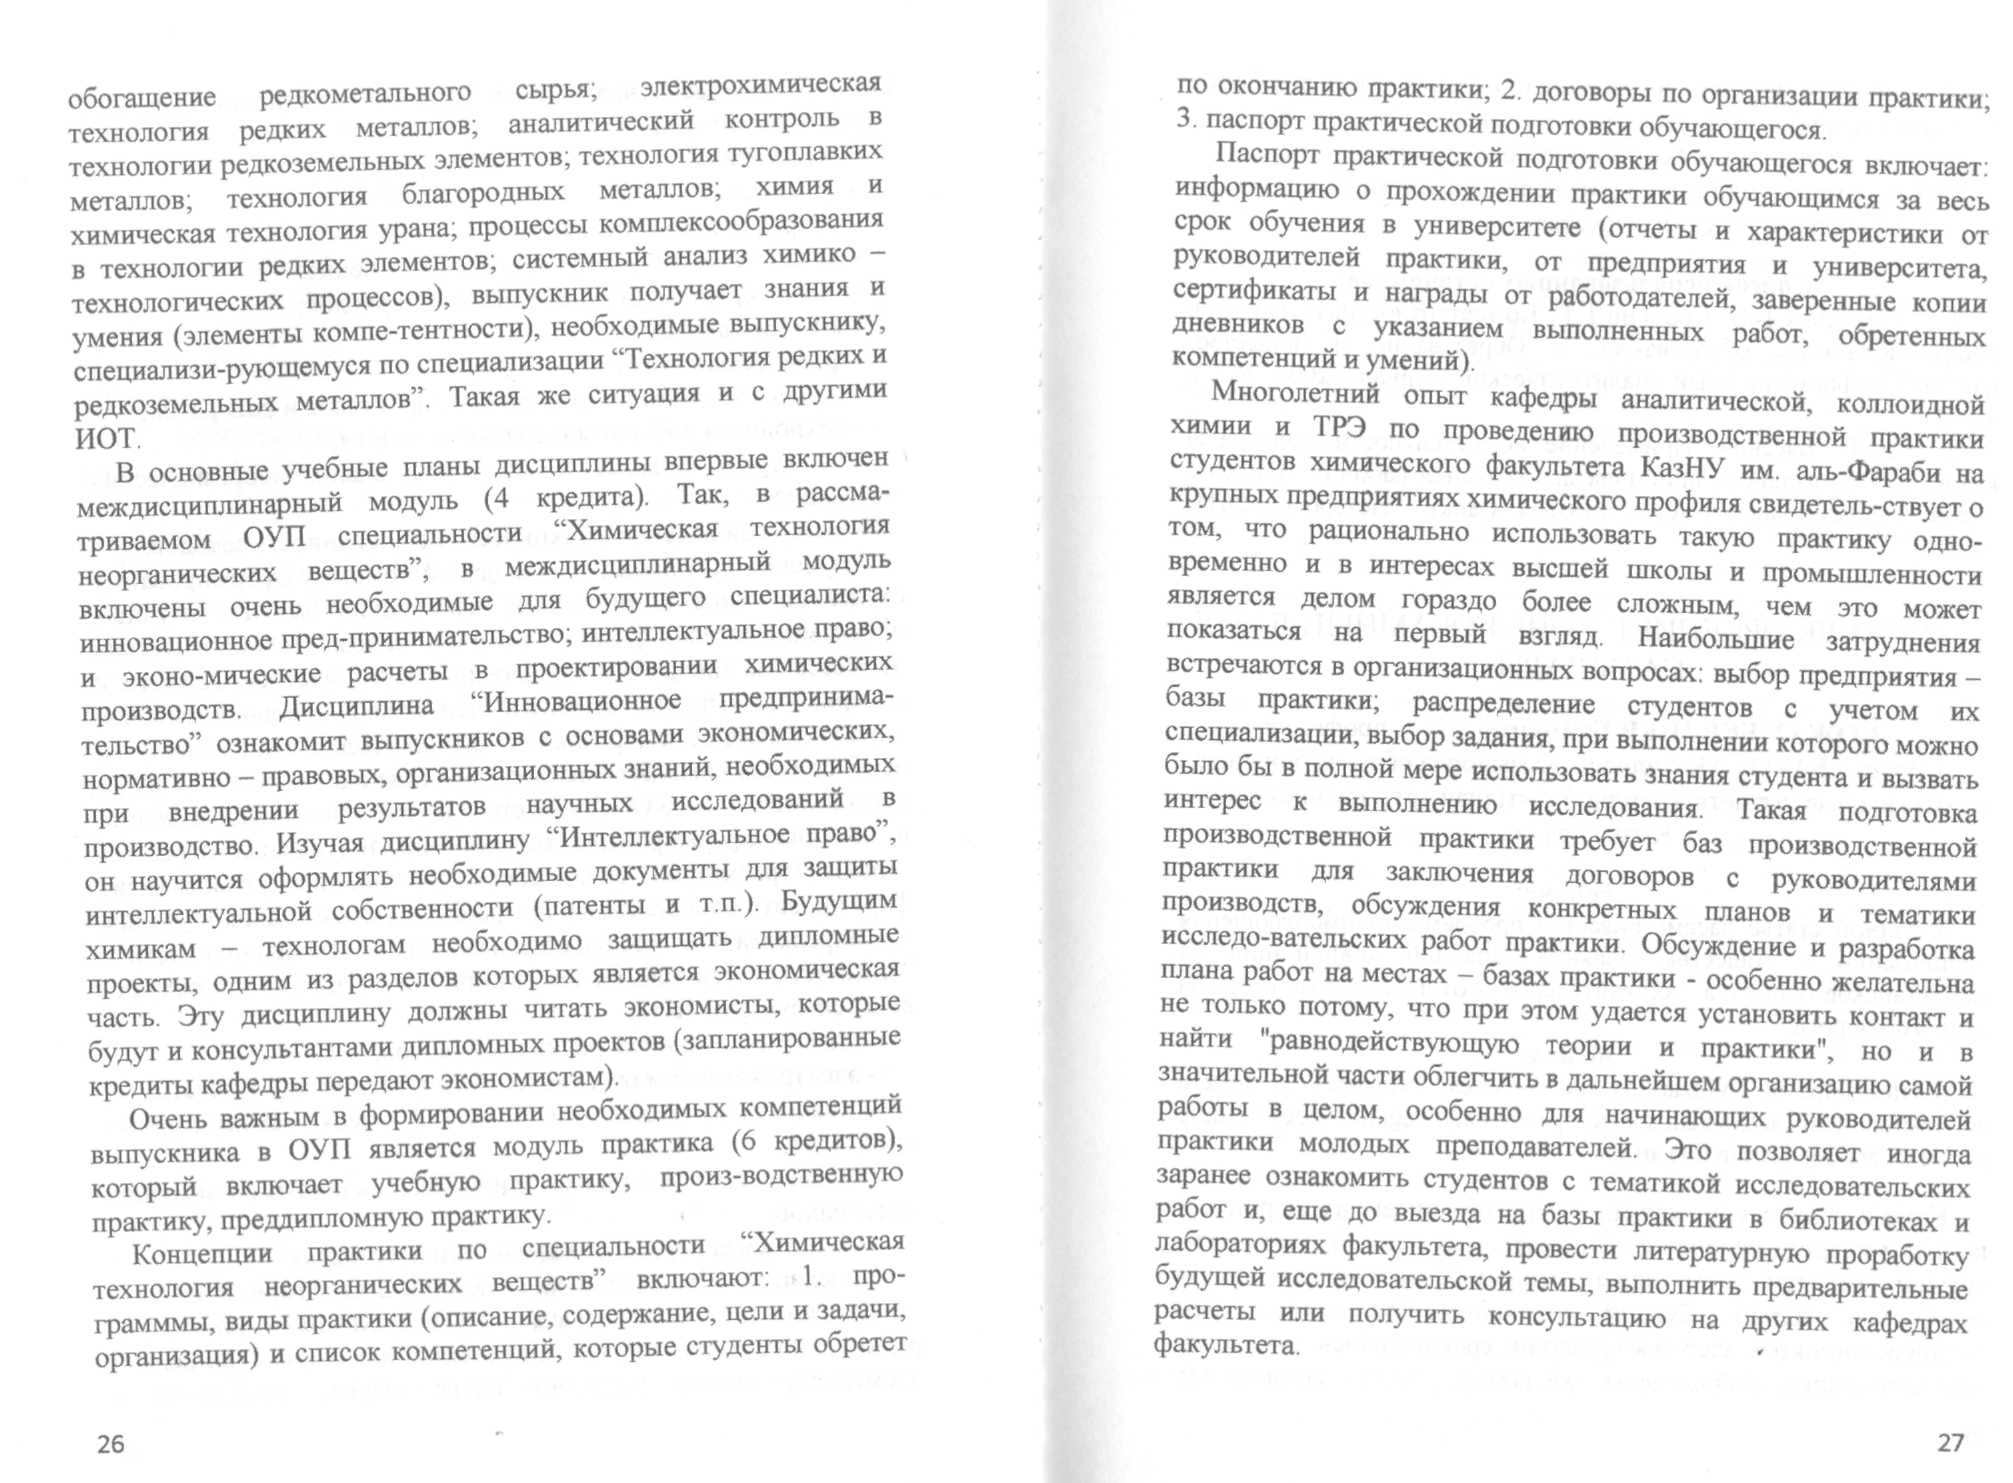 обогащение редкометального сырья; электрохимическая
технология редких металлов; аналитический контроль в
технологии редкоземельных элементов; технология тугоплавких
металлов; технология благородных металлов; химия и
химическая технология урана; процессы комплексообразования
в технологии редких элементов; системный анализ химико –
технологических процессов), выпускник получает знания и
умения (элементы компе-тентности), необходимые выпускнику,
специализи-рующемуся по специализации “Технология редких и
редкоземельных металлов”. Такая же ситуация и с другими
ИОТ.
В основные учебные планы дисциплины впервые включен
междисциплинарный модуль (4 кредита). Так, в рассма-
триваемом ОУП специальности “Химическая технология
неорганических веществ”, в междисциплинарный модуль
включены очень необходимые для будущего специалиста:
инновационное пред-принимательство; интеллектуальное право;
и эконо-мические расчеты в проектировании химических
производств. Дисциплина “Инновационное предпринима-
тельство” ознакомит выпускников с основами экономических,
нормативно – правовых, организационных знаний, необходимых
при внедрении результатов научных исследований в
производство. Изучая дисциплину “Интеллектуальное право”,
он научится оформлять необходимые документы для защиты
интеллектуальной собственности (патенты и т.п.). Будущим
химикам – технологам необходимо защищать дипломные
проекты, одним из разделов которых является экономическая
часть. Эту дисциплину должны читать экономисты, которые
будут и консультантами дипломных проектов (запланированные
кредиты кафедры передают экономистам).
Очень важным в формировании необходимых компетенций
выпускника в ОУП является модуль практика (6 кредитов),
который включает учебную практику, произ-водственную
практику, преддипломную практику.
Концепции практики по специальности “Химическая
технология неорганических веществ” включают: 1. про-
грамммы, виды практики (описание, содержание, цели и задачи,
организация) и список компетенций, которые студенты обретет
26
по окончанию практики; 2. договоры по организации практики;
3. паспорт практической подготовки обучающегося.
Паспорт практической подготовки обучающегося включает:
информацию о прохождении практики обучающимся за весь
срок обучения в университете (отчеты и характеристики от
руководителей практики, от предприятия и университета,
сертификаты и награды от работодателей, заверенные копии
дневников с указанием выполненных работ, обретенных
компетенций и умений).
Многолетний опыт кафедры аналитической, коллоидной
химии и ТРЭ по проведению производственной практики
студентов химического факультета КазНУ им. аль-Фараби на
крупных предприятиях химического профиля свидетель-ствует о
том, что рационально использовать такую практику одно-
временно и в интересах высшей школы и промышленности
является делом гораздо более сложным, чем это может
показаться на первый взгляд. Наибольшие затруднения
встречаются в организационных вопросах: выбор предприятия –
базы практики; распределение студентов с учетом их
специализации, выбор задания, при выполнении которого можно
было бы в полной мере использовать знания студента и вызвать
интерес к выполнению исследования. Такая подготовка
производственной практики требует баз производственной
практики для заключения договоров с руководителями
производств, обсуждения конкретных планов и тематики
исследо-вательских работ практики. Обсуждение и разработка
плана работ на местах – базах практики - особенно желательна
не только потому, что при этом удается установить контакт и
найти "равнодействующую теории и практики", но и в
значительной части облегчить в дальнейшем организацию самой
работы в целом, особенно для начинающих руководителей
практики молодых преподавателей. Это позволяет иногда
заранее ознакомить студентов с тематикой исследовательских
работ и, еще до выезда на базы практики в библиотеках и
лабораториях факультета, провести литературную проработку
будущей исследовательской темы, выполнить предварительные
расчеты или получить консультацию на других кафедрах
факультета.
27